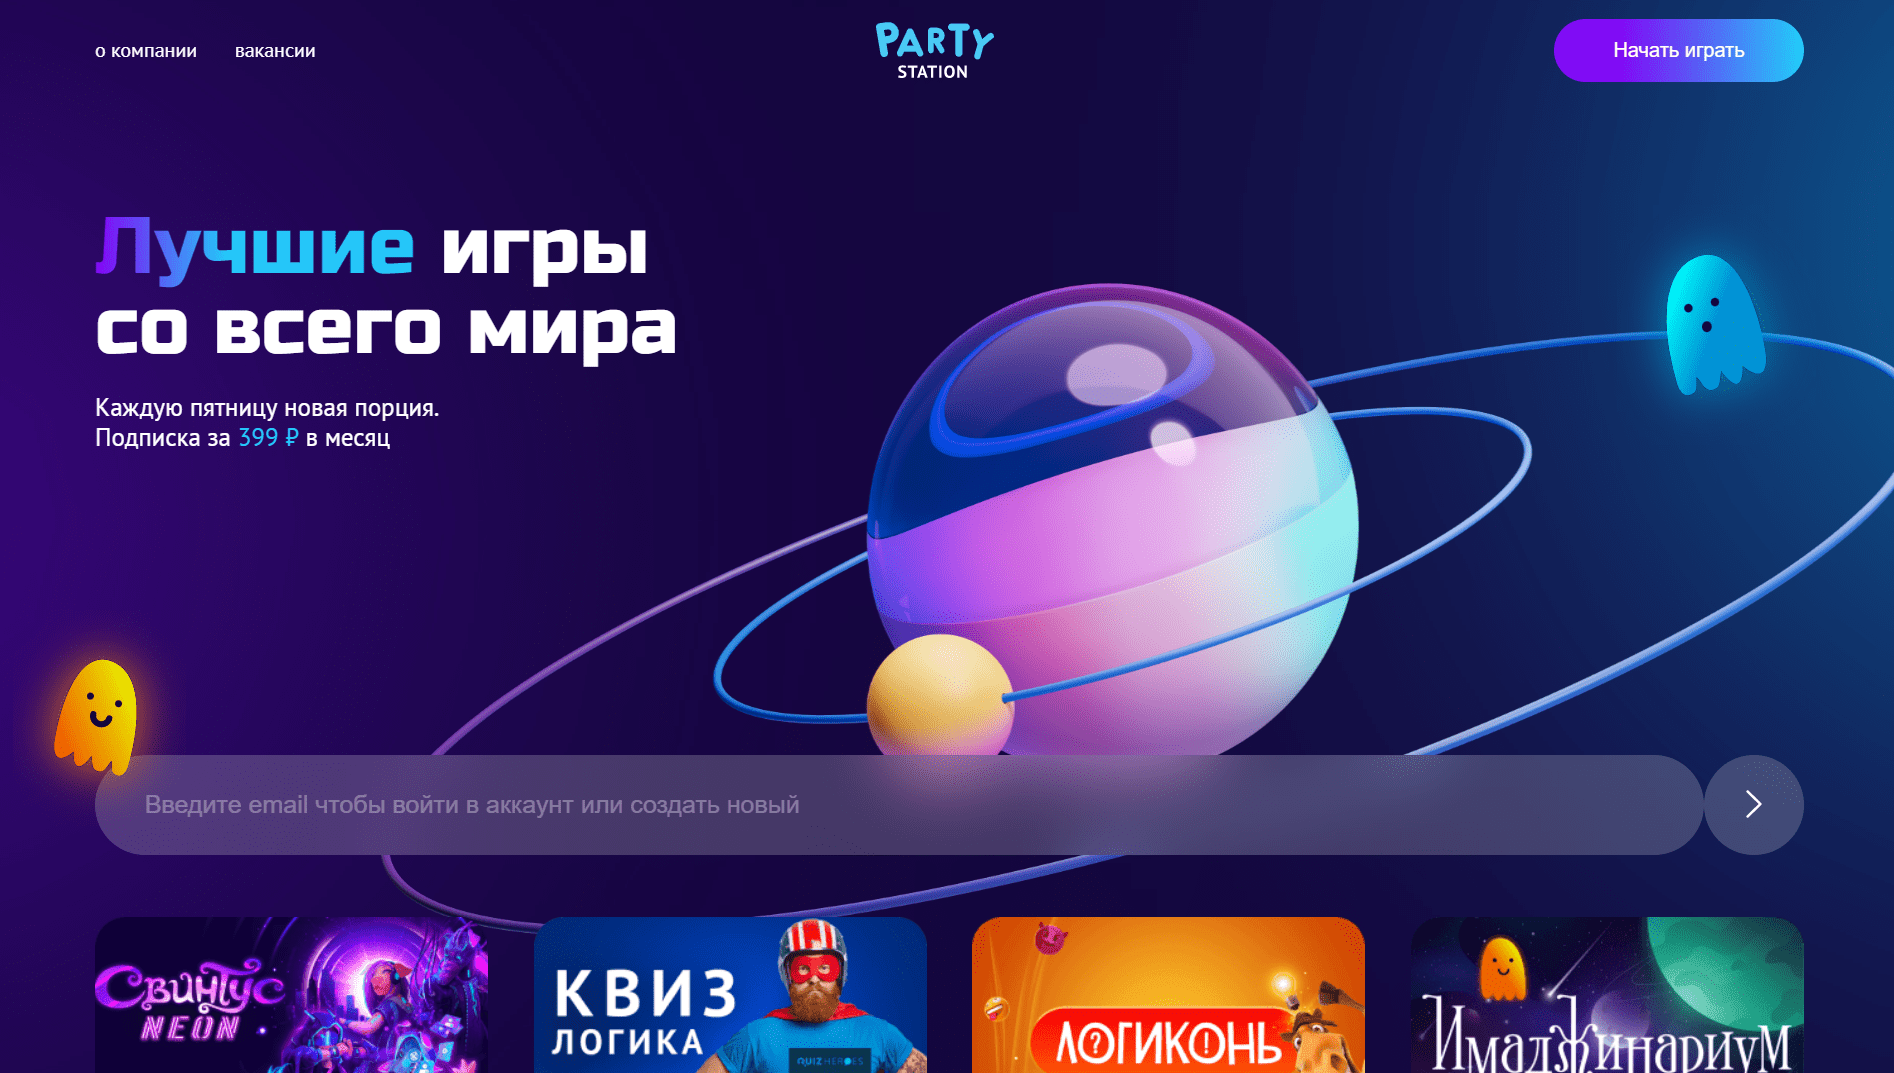 о компании
вакансии
PARTY
STATION
Начать играть
Лучшие игры
со всего мира
Каждую пятницу новая порция.
Подписка за 399 ₽ в месяц
Введите email чтобы войти в аккаунт или создать новый
Свинтус
NEON
КВИЗ
ЛОГИКА
QUIZ HEROES
ЛОГИКОНЬ
Имаджинариум